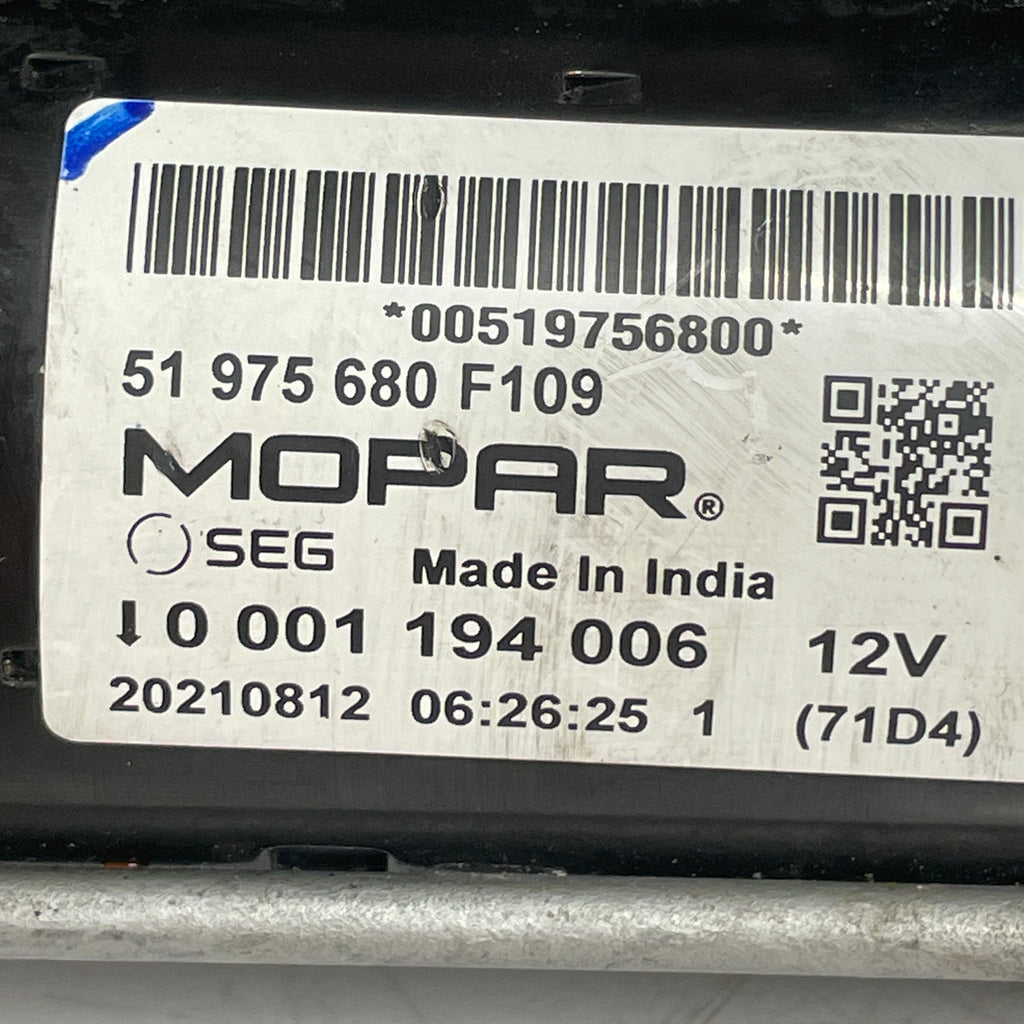 *00519756800*
51 975 680 F109
MOPAR®
SEG Made In India
↓0 001 194 006 12V
20210812 06:26:25 1 (71D4)